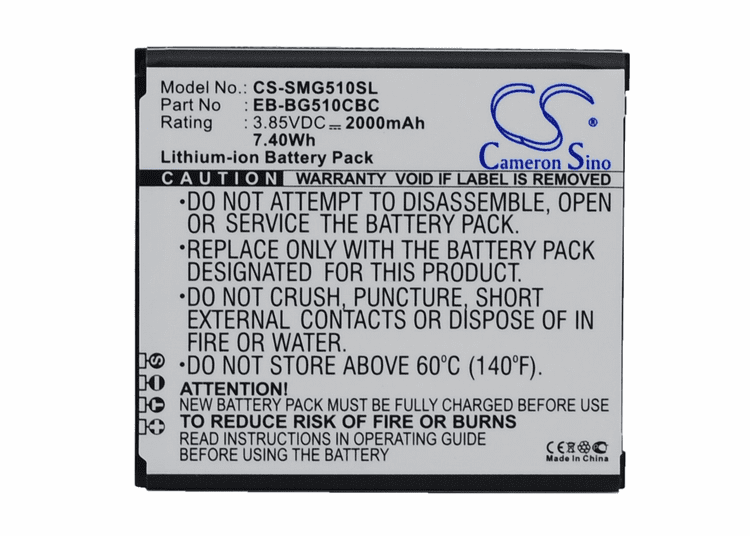 Model No.: CS-SMG510SL
Part No.: EB-BG510CBC
Rating : 3.85VDC 2000mAh
7.40Wh
Lithium-ion Battery Pack
CS
®
Cameron Sino
CAUTION WARRANTY VOID IF LABEL IS REMOVED
•DO NOT ATTEMPT TO DISASSEMBLE, OPEN
OR SERVICE THE BATTERY PACK.
•REPLACE ONLY WITH THE BATTERY PACK
DESIGNATED FOR THIS APPLICATION.
•DO NOT CRUSH, PUNCTURE, SHORT
EXTERNAL CONTACTS OR DISPOSE OF
IN FIRE OR WATER.
•DO NOT STORE ABOVE 60°C (140°F).
S
I
T
+
ATTENTION!
NEW BATTERY PACK MUST BE FULLY CHARGED BEFORE USE
TO REDUCE RISK OF FIRE OR BURNS
READ INSTRUCTIONS IN OPERATING GUIDE
BEFORE USING BATTERY PACK.
CE
Made In China